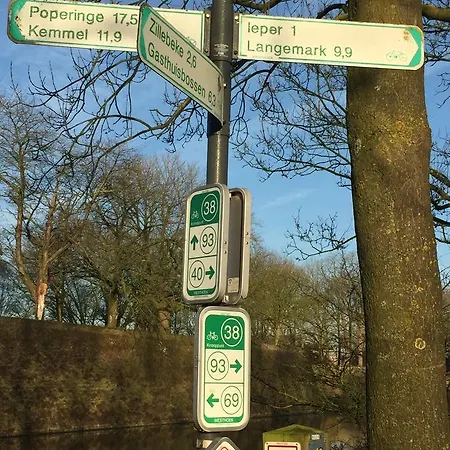 Poperinge 17,5
Kemmel 11,9
Zillebeke 2,6
Gasthuisbossen 6,3
Ieper 1
Langemark 9,9
38
93
40
38
93
69